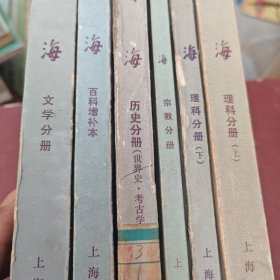 海
文学分册
上海
海
百科增补本
上海
海
历史分册(世界史·考古学
13
海
宗教分册
上
海
理科分册(下)
上海
海
理科分册(上)
上海